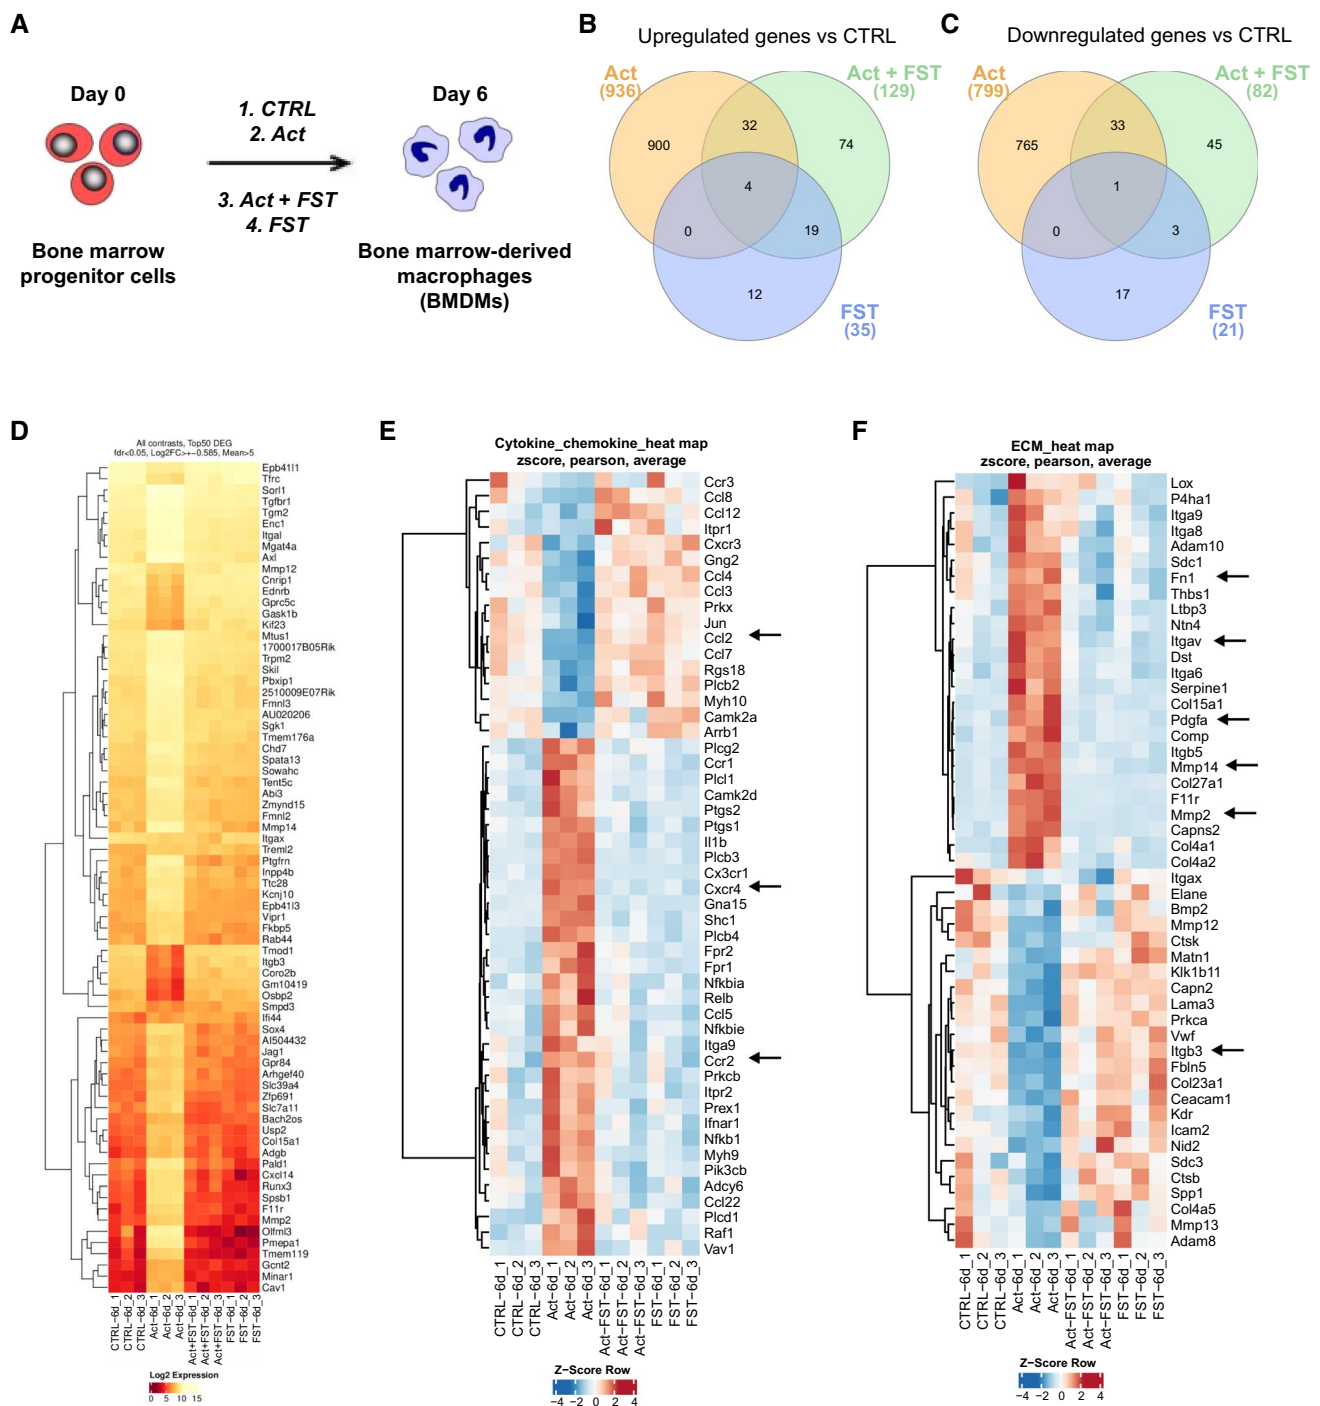 A
Day 0
1. CTRL
2. Act
3. Act + FST
4. FST
Day 6
Bone marrow
progenitor cells
Bone marrow-derived
macrophages
(BMDMs)
B
Upregulated genes vs CTRL
Act
(936)
Act + FST
(129)
32
900
74
4
0
19
12
FST
(35)
C
Downregulated genes vs CTRL
Act
(799)
Act + FST
(82)
33
765
45
1
0
3
17
FST
(21)
D
All contrasts, Top50 DEG
fdr<0.05, Log2FC>+−0.585, Mean>5
Epb41l1
Tfrc
Sorl1
Tgfbr1
Tgm2
Enc1
Itgal
Mgat4a
Axl
Mmp12
Cnrip1
Ednrb
Gprc5c
Gask1b
Kif23
Mtus1
1700017B05Rik
Trpm2
Skil
Pbxip1
2510009E07Rik
Fmnl3
AU020206
Sgk1
Tmem176a
Chd7
Spata13
Sowahc
Tent5c
Abi3
Zmynd15
Fmnl2
Mmp14
Itgax
Treml2
Ptgfrn
Inpp4b
Ttc28
Kcnj10
Epb41l3
Vipr1
Fkbp5
Rab44
Tmod1
Itgb3
Coro2b
Gm10419
Osbp2
Smpd3
Ifi44
Sox4
AI504432
Jag1
Gpr84
Arhgef40
Slc39a4
Zfp691
Slc7a11
Bach2os
Usp2
Col15a1
Adgb
Pald1
Cxcl14
Runx3
Spsb1
F11r
Mmp2
Olfml3
Pmepa1
Tmem119
Gcnt2
Minar1
Cav1
CTRL-6d_1
CTRL-6d_2
CTRL-6d_3
Act-6d_1
Act-6d_2
Act-6d_3
Act+FST-6d_1
Act+FST-6d_2
Act+FST-6d_3
FST-6d_1
FST-6d_2
FST-6d_3
Log2 Expression
0 5 10 15
E
Cytokine_chemokine_heat map
zscore, pearson, average
Ccr3
Ccl8
Ccl12
Itpr1
Cxcr3
Gng2
Ccl4
Ccl3
Prkx
Jun
Ccl2
Ccl7
Rgs18
Plcb2
Myh10
Camk2a
Arrb1
Plcg2
Ccr1
Plcl1
Camk2d
Ptgs2
Ptgs1
Il1b
Plcb3
Cx3cr1
Cxcr4
Gna15
Shc1
Plcb4
Fpr2
Fpr1
Nfkbia
Relb
Ccl5
Nfkbie
Itga9
Ccr2
Prkcb
Itpr2
Prex1
Ifnar1
Nfkb1
Myh9
Pik3cb
Adcy6
Ccl22
Plcd1
Raf1
Vav1
CTRL−6d_1
CTRL−6d_2
CTRL−6d_3
Act−6d_1
Act−6d_2
Act−6d_3
Act−FST−6d_1
Act−FST−6d_2
Act−FST−6d_3
FST−6d_1
FST−6d_2
FST−6d_3
Z−Score Row
−4 −2 0 2 4
F
ECM_heat map
zscore, pearson, average
Lox
P4ha1
Itga9
Itga8
Adam10
Sdc1
Fn1
Thbs1
Ltbp3
Ntn4
Itgav
Dst
Itga6
Serpine1
Col15a1
Pdgfa
Comp
Itgb5
Mmp14
Col27a1
F11r
Mmp2
Capns2
Col4a1
Col4a2
Itgax
Elane
Bmp2
Mmp12
Ctsk
Matn1
Klk1b11
Capn2
Lama3
Prkca
Vwf
Itgb3
Fbln5
Col23a1
Ceacam1
Kdr
Icam2
Nid2
Sdc3
Ctsb
Spp1
Col4a5
Mmp13
Adam8
CTRL−6d_1
CTRL−6d_2
CTRL−6d_3
Act−6d_1
Act−6d_2
Act−6d_3
Act−FST−6d_1
Act−FST−6d_2
Act−FST−6d_3
FST−6d_1
FST−6d_2
FST−6d_3
Z−Score Row
−4 −2 0 2 4